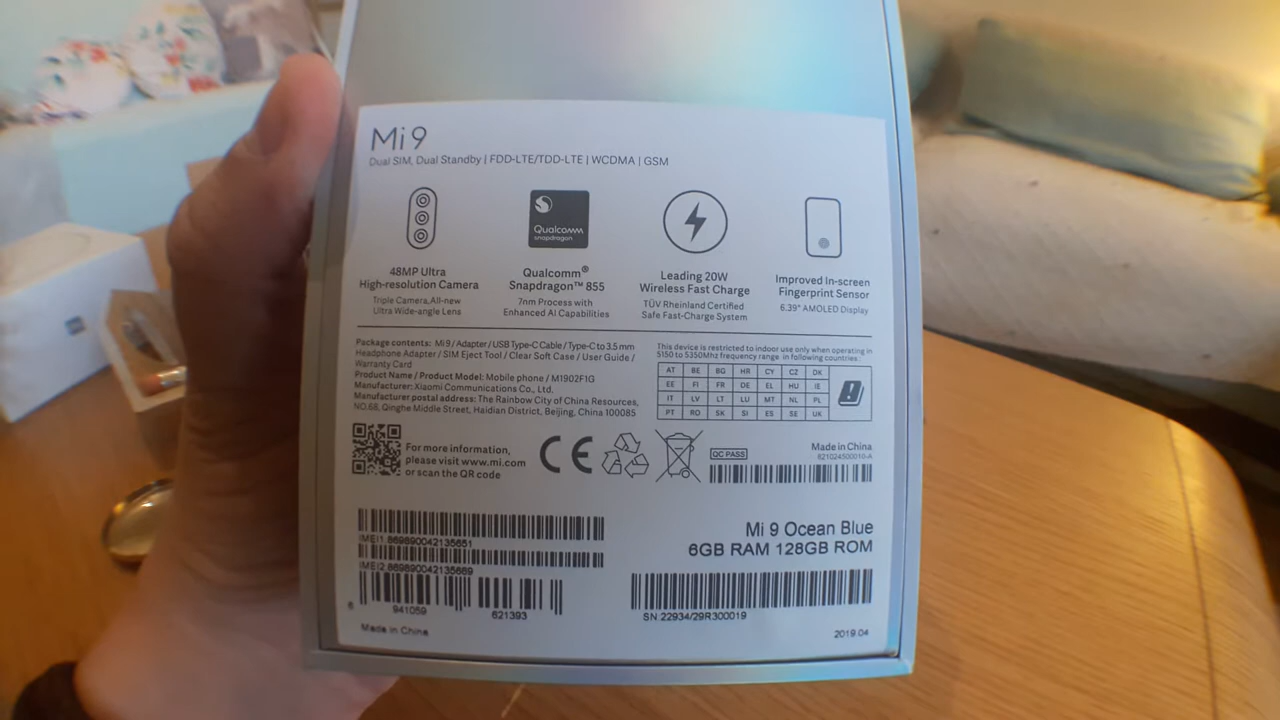 Mi 9
Dual SIM, Dual Standby | FDD-LTE/TDD-LTE | WCDMA | GSM
Qualcomm
snapdragon
48MP Ultra
High-resolution Camera
Triple Camera,All-new
Ultra Wide-angle Lens
Qualcomm®
Snapdragon™ 855
7nm Process with
Enhanced AI Capabilities
Leading 20W
Wireless Fast Charge
TÜV Rheinland Certified
Safe Fast-Charge System
Improved In-screen
Fingerprint Sensor
6.39" AMOLED Display
Package contents: Mi 9 / Adapter / USB Type-C Cable / Type-C to 3.5 mm
Headphone Adapter / SIM Eject Tool / Clear Soft Case / User Guide /
Warranty Card
Product Name / Product Model: Mobile phone / M1902F1G
Manufacturer: Xiaomi Communications Co., Ltd.
Manufacturer postal address: The Rainbow City of China Resources,
NO.68, Qinghe Middle Street, Haidian District, Beijing, China 100085
This device is restricted to indoor use only when operating in
5150 to 5350Mhz frequency range in following countries:
AT BE BG HR CY CZ DK
EE FI FR DE EL HU IE
IT LV LT LU MT NL PL
PT RO SK SI ES SE UK
For more information,
please visit www.mi.com
or scan the QR code
CE
QC PASS
Made in China
821024500010-A
IMEI1:869890042135651
IMEI2:869890042135669
6 941059 621393
Made in China
Mi 9 Ocean Blue
6GB RAM 128GB ROM
SN:22934/29R300019
2019.04